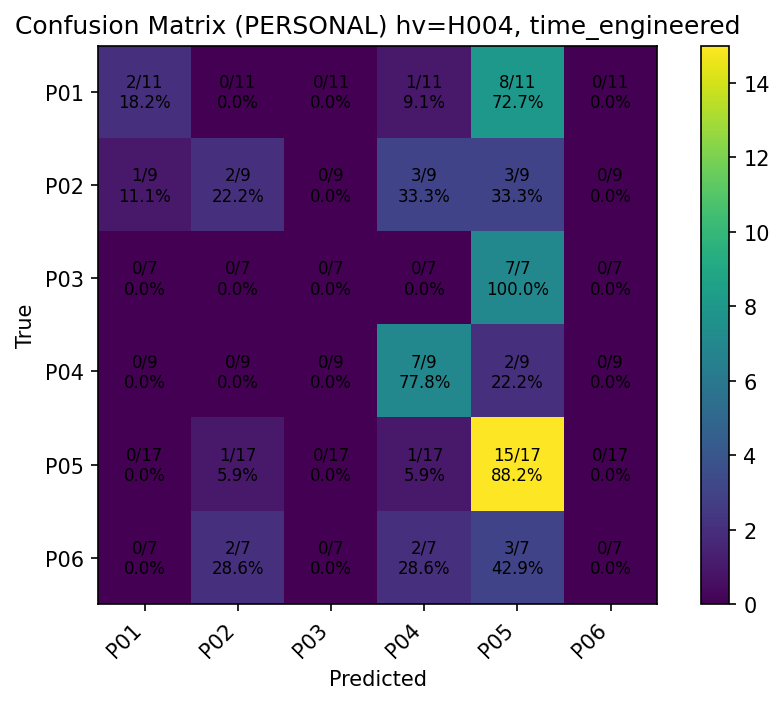 Confusion Matrix (PERSONAL) hv=H004, time_engineered
P01 2/11 0/11 0/11 1/11 8/11 0/11
18.2% 0.0% 0.0% 9.1% 72.7% 0.0%
P02 1/9 2/9 0/9 3/9 3/9 0/9
11.1% 22.2% 0.0% 33.3% 33.3% 0.0%
P03 0/7 0/7 0/7 0/7 7/7 0/7
0.0% 0.0% 0.0% 0.0% 100.0% 0.0%
P04 0/9 0/9 0/9 7/9 2/9 0/9
0.0% 0.0% 0.0% 77.8% 22.2% 0.0%
P05 0/17 1/17 0/17 1/17 15/17 0/17
0.0% 5.9% 0.0% 5.9% 88.2% 0.0%
P06 0/7 2/7 0/7 2/7 3/7 0/7
0.0% 28.6% 0.0% 28.6% 42.9% 0.0%
True
P01 P02 P03 P04 P05 P06
Predicted
14
12
10
8
6
4
2
0